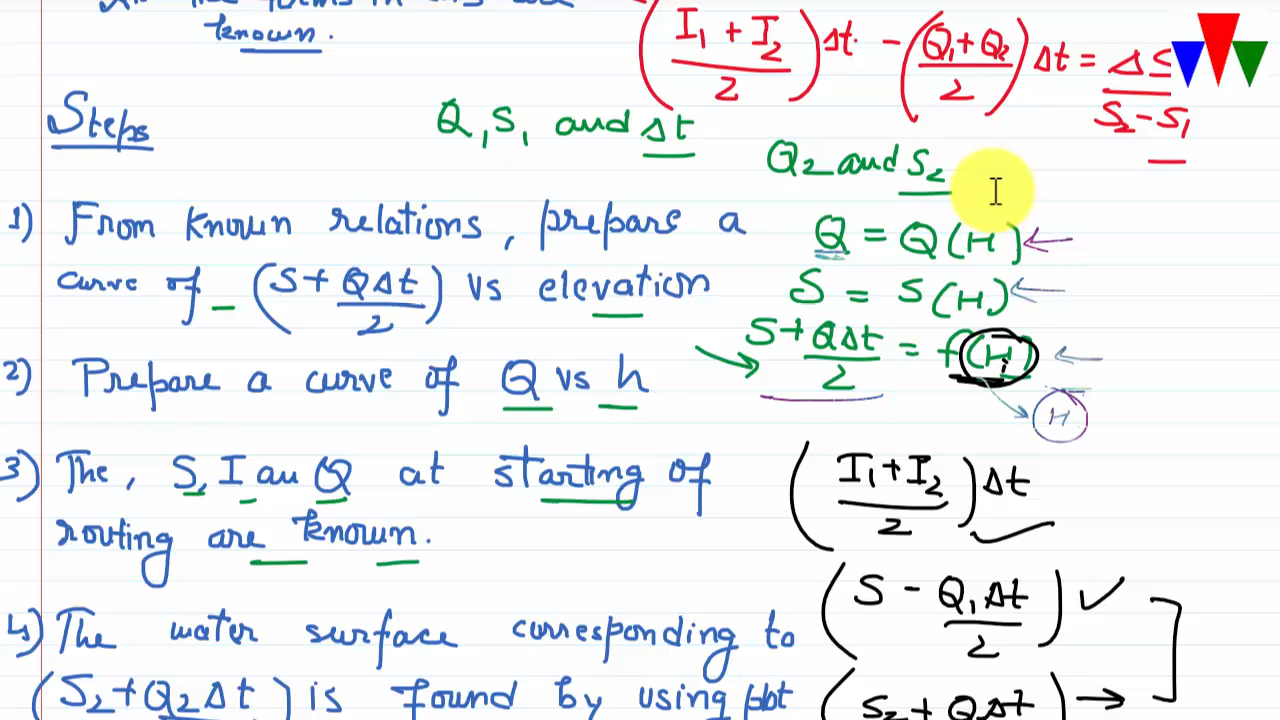 known.
(I1 + I2 / 2) Δt - (Q1 + Q2 / 2) Δt = ΔS
S2 - S1
Steps
Q, S, and Δt
Q2 and S2
1) From known relations, prepare a
curve of (S + QΔt / 2) vs elevation
Q = Q(H)
S = S(H)
S + QΔt / 2 = f(H)
H
2) Prepare a curve of Q vs h
3) The, S, I an Q at starting of
routing are known.
(I1 + I2 / 2) Δt
(S - Q1Δt / 2)
4) The water surface corresponding to
(S2 + Q2Δt) is found by using plot
(S2 + QΔt)